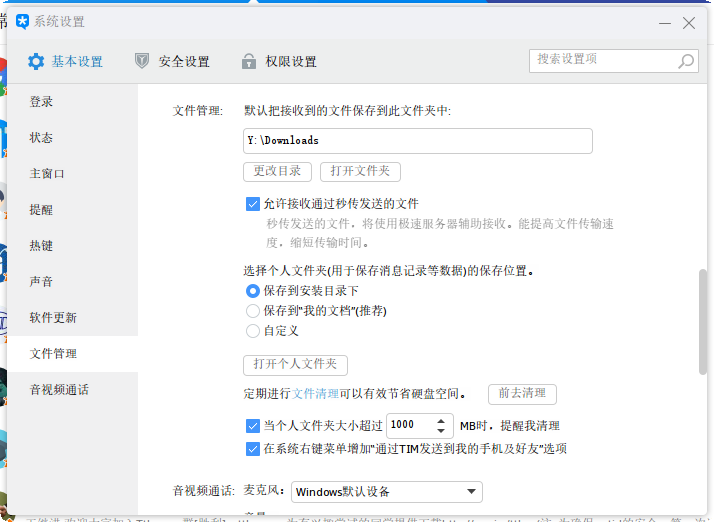 系统设置
基本设置 安全设置 权限设置 搜索设置项
登录
状态
主窗口
提醒
热键
声音
软件更新
文件管理
音视频通话
文件管理: 默认把接收到的文件保存到此文件夹中:
Y:\Downloads
更改目录 打开文件夹
允许接收通过秒传发送的文件
秒传发送的文件，将使用极速服务器辅助接收。能提高文件传输速
度，缩短传输时间。
选择个人文件夹(用于保存消息记录等数据)的保存位置。
保存到安装目录下
保存到"我的文档"(推荐)
自定义
打开个人文件夹
定期进行文件清理可以有效节省硬盘空间。 前去清理
当个人文件夹大小超过 1000 MB时，提醒我清理
在系统右键菜单增加"通过TIM发送到我的手机及好友"选项
音视频通话: 麦克风: Windows默认设备